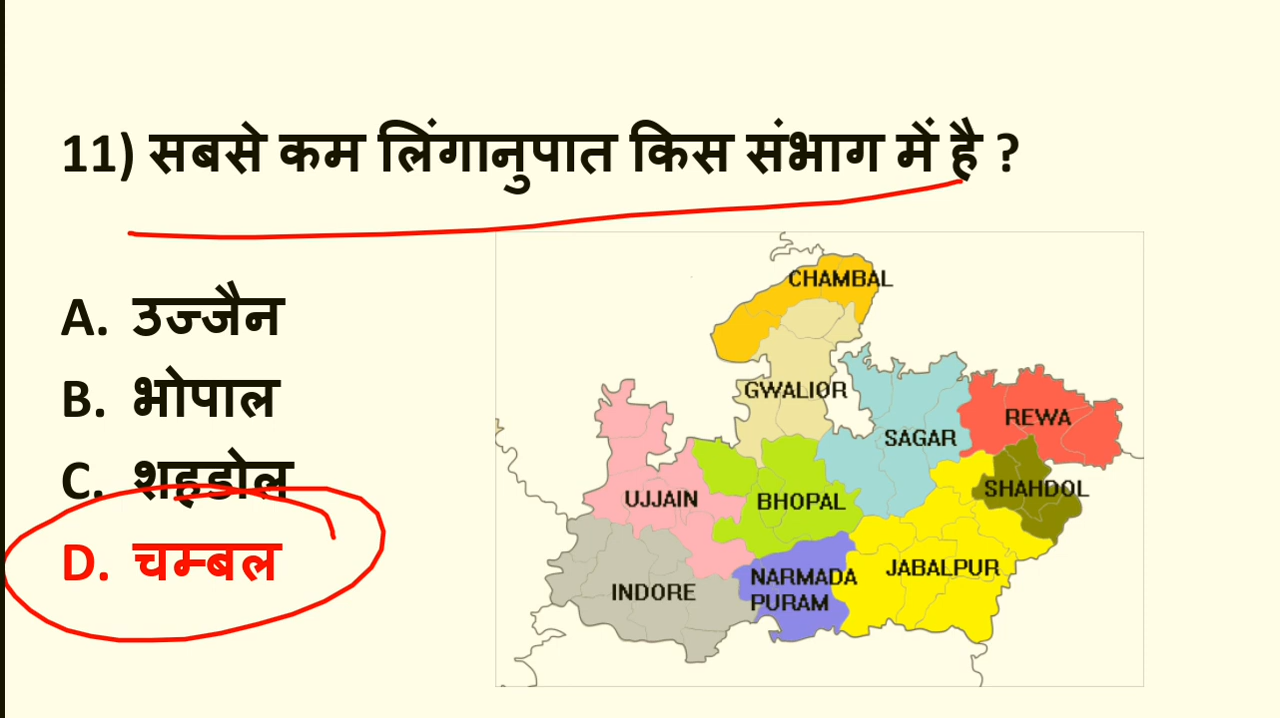 11) सबसे कम लिंगानुपात किस संभाग में है ?
A. उज्जैन
B. भोपाल
C. शहडोल
D. चम्बल
CHAMBAL
GWALIOR
REWA
SAGAR
SHAHDOL
UJJAIN
BHOPAL
JABALPUR
INDORE
NARMADA
PURAM